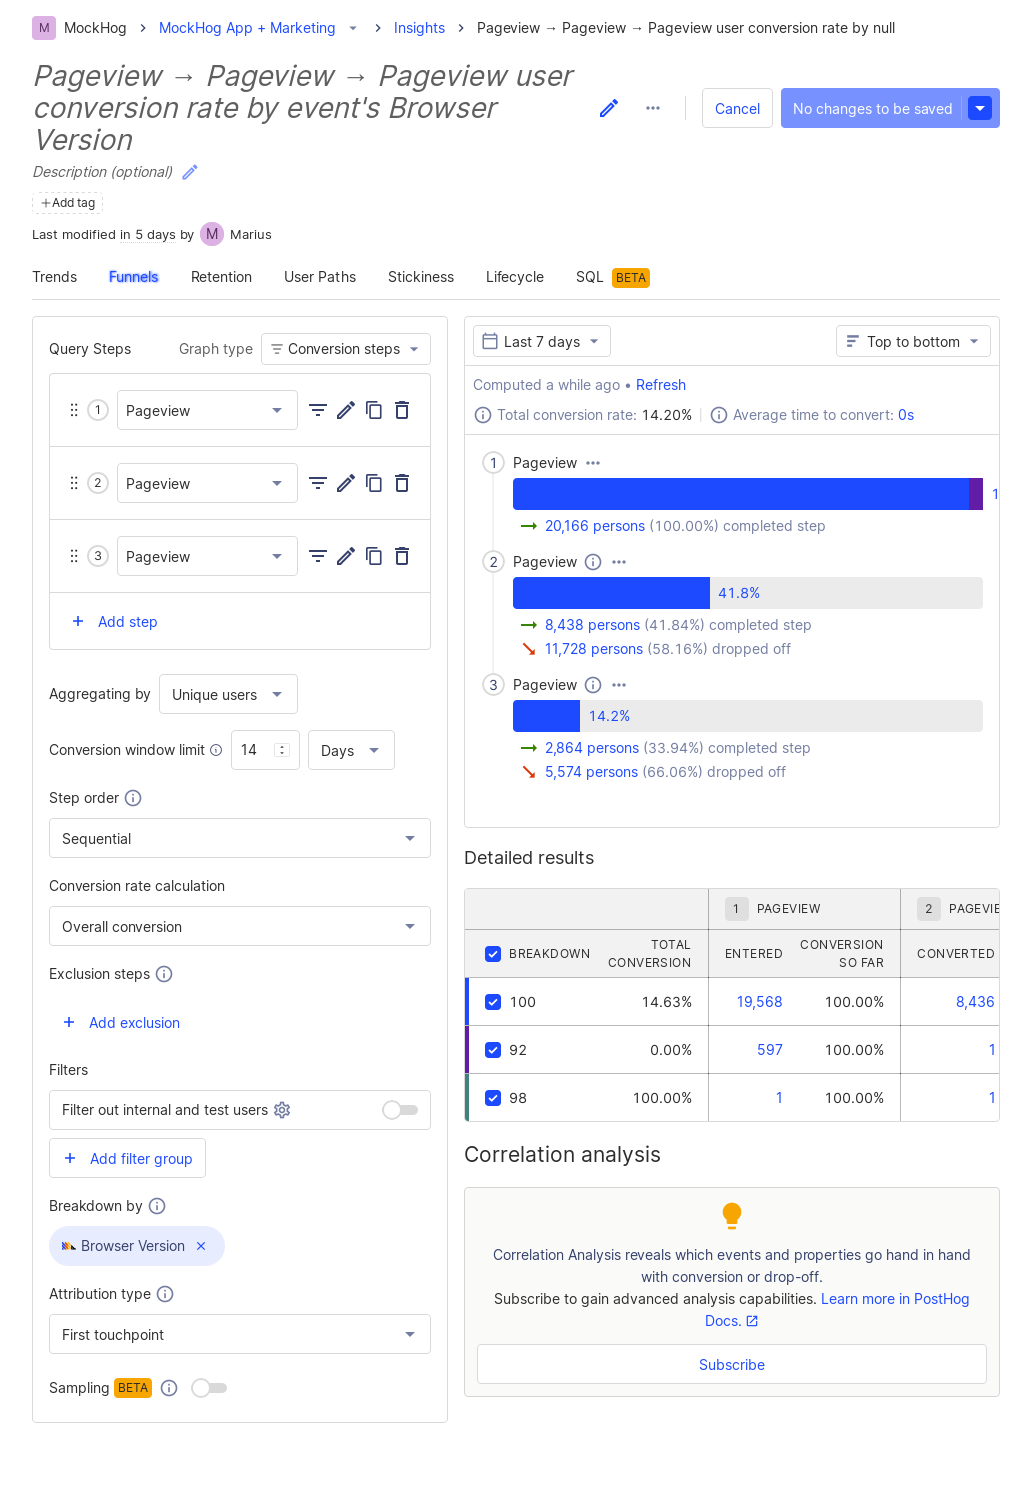 M MockHog MockHog App + Marketing Insights Pageview → Pageview → Pageview user conversion rate by null
Pageview → Pageview → Pageview user
conversion rate by event's Browser
Version
Cancel
No changes to be saved
Description (optional)
+Add tag
Last modified in 5 days by M Marius
Trends Funnels Retention User Paths Stickiness Lifecycle SQL BETA
Query Steps Graph type Conversion steps
1 Pageview
2 Pageview
3 Pageview
+ Add step
Aggregating by Unique users
Conversion window limit 14 Days
Step order
Sequential
Conversion rate calculation
Overall conversion
Exclusion steps
+ Add exclusion
Filters
Filter out internal and test users
+ Add filter group
Breakdown by
Browser Version
Attribution type
First touchpoint
Sampling BETA
Last 7 days Top to bottom
Computed a while ago • Refresh
Total conversion rate: 14.20% Average time to convert: 0s
1 Pageview
1
→ 20,166 persons (100.00%) completed step
2 Pageview
41.8%
→ 8,438 persons (41.84%) completed step
↘ 11,728 persons (58.16%) dropped off
3 Pageview
14.2%
→ 2,864 persons (33.94%) completed step
↘ 5,574 persons (66.06%) dropped off
Detailed results
1 PAGEVIEW 2 PAGEVIE
BREAKDOWN TOTAL CONVERSION ENTERED CONVERSION SO FAR CONVERTED
100 14.63% 19,568 100.00% 8,436
92 0.00% 597 100.00% 1
98 100.00% 1 100.00% 1
Correlation analysis
Correlation Analysis reveals which events and properties go hand in hand
with conversion or drop-off.
Subscribe to gain advanced analysis capabilities. Learn more in PostHog
Docs.
Subscribe